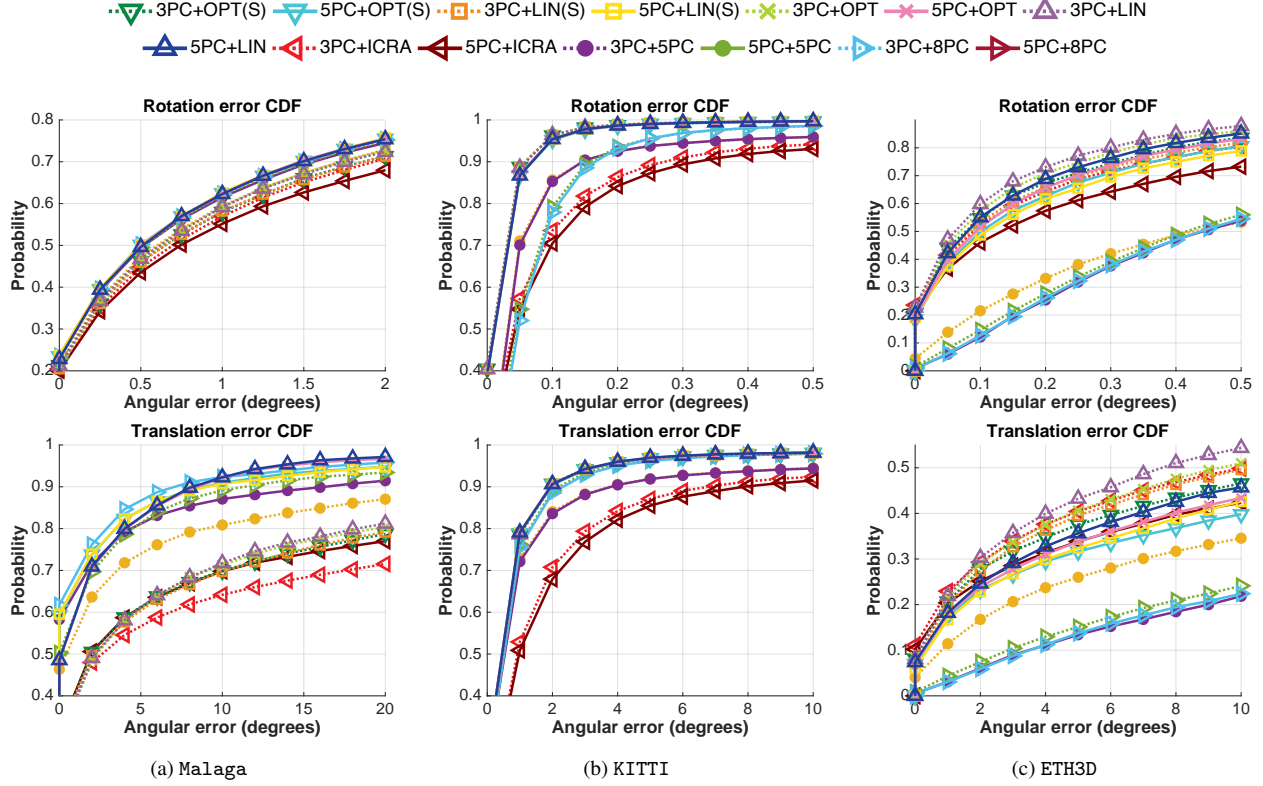 3PC+OPT(S) 5PC+OPT(S) 3PC+LIN(S) 5PC+LIN(S) 3PC+OPT 5PC+OPT 3PC+LIN
5PC+LIN 3PC+ICRA 5PC+ICRA 3PC+5PC 5PC+5PC 3PC+8PC 5PC+8PC
Rotation error CDF
Probability
0.8
0.7
0.6
0.5
0.4
0.3
0.2
0 0.5 1 1.5 2
Angular error (degrees)
Rotation error CDF
Probability
1
0.9
0.8
0.7
0.6
0.5
0.4
0 0.1 0.2 0.3 0.4 0.5
Angular error (degrees)
Rotation error CDF
Probability
0.8
0.7
0.6
0.5
0.4
0.3
0.2
0.1
0
0 0.1 0.2 0.3 0.4 0.5
Angular error (degrees)
Translation error CDF
Probability
1
0.9
0.8
0.7
0.6
0.5
0.4
0 5 10 15 20
Angular error (degrees)
Translation error CDF
Probability
1
0.9
0.8
0.7
0.6
0.5
0.4
0 2 4 6 8 10
Angular error (degrees)
Translation error CDF
Probability
0.5
0.4
0.3
0.2
0.1
0
0 2 4 6 8 10
Angular error (degrees)
(a) Malaga
(b) KITTI
(c) ETH3D